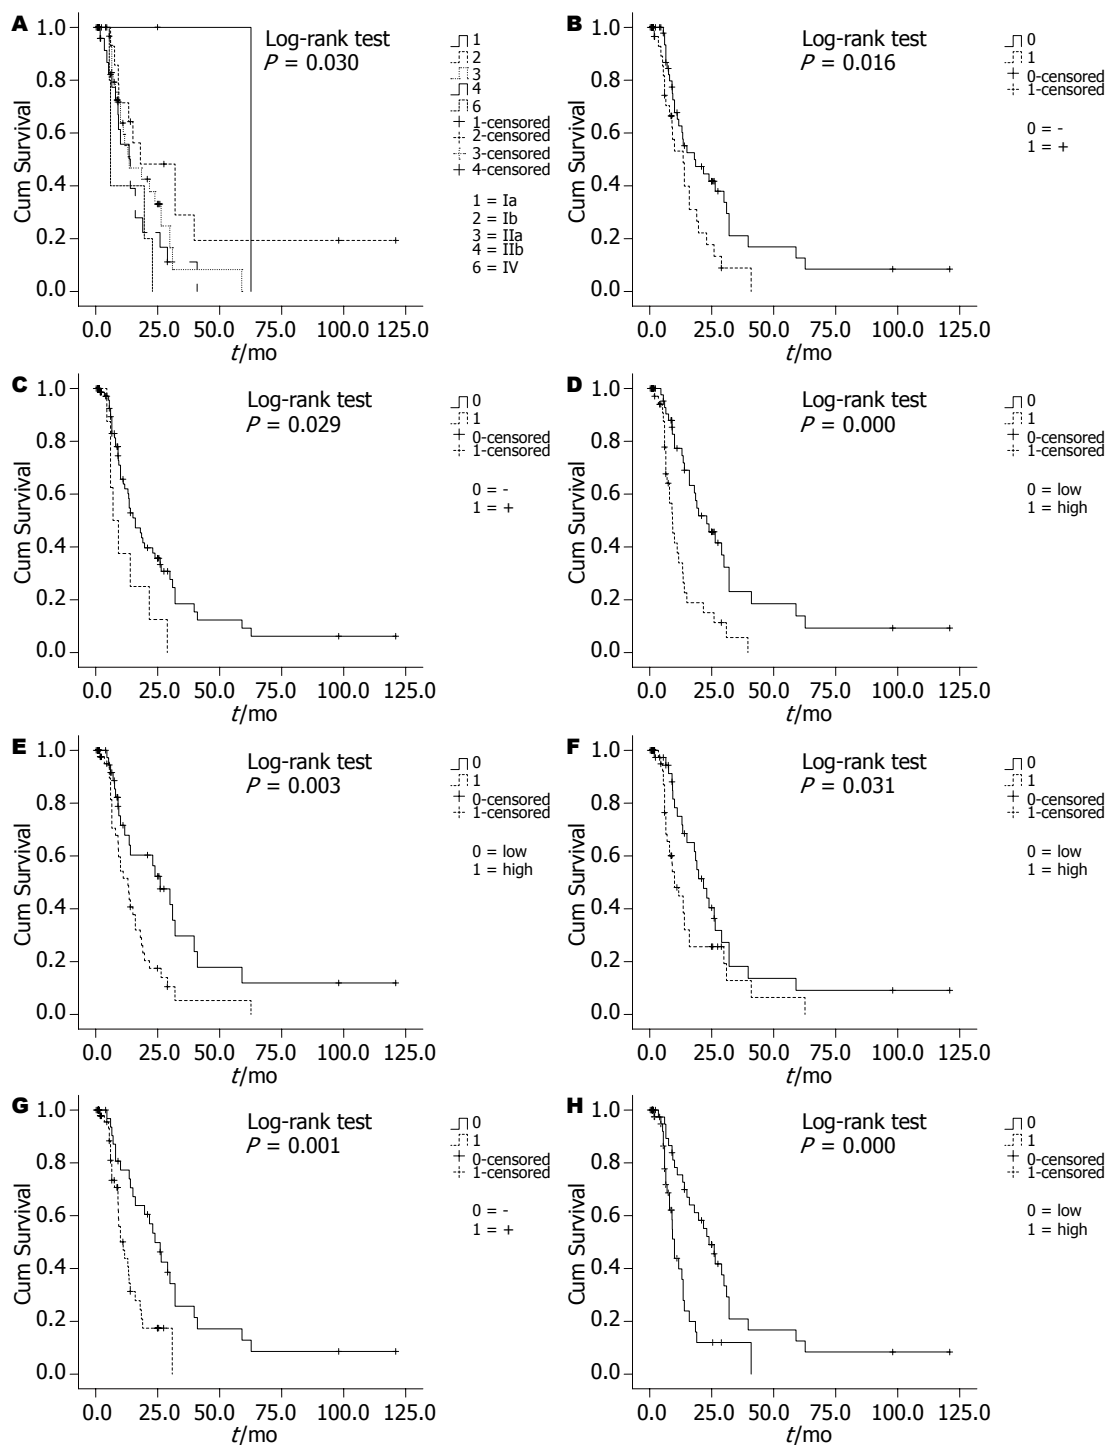 A
Log-rank test
P = 0.030
1
2
3
4
6
1-censored
2-censored
3-censored
4-censored
1 = Ia
2 = Ib
3 = IIa
4 = IIb
6 = IV
Cum Survival
1.0
0.8
0.6
0.4
0.2
0.0
0.0 25.0 50.0 75.0 100.0 125.0
t/mo
B
Log-rank test
P = 0.016
0
1
0-censored
1-censored
0 = -
1 = +
Cum Survival
1.0
0.8
0.6
0.4
0.2
0.0
0.0 25.0 50.0 75.0 100.0 125.0
t/mo
C
Log-rank test
P = 0.029
0
1
0-censored
1-censored
0 = -
1 = +
Cum Survival
1.0
0.8
0.6
0.4
0.2
0.0
0.0 25.0 50.0 75.0 100.0 125.0
t/mo
D
Log-rank test
P = 0.000
0
1
0-censored
1-censored
0 = low
1 = high
Cum Survival
1.0
0.8
0.6
0.4
0.2
0.0
0.0 25.0 50.0 75.0 100.0 125.0
t/mo
E
Log-rank test
P = 0.003
0
1
0-censored
1-censored
0 = low
1 = high
Cum Survival
1.0
0.8
0.6
0.4
0.2
0.0
0.0 25.0 50.0 75.0 100.0 125.0
t/mo
F
Log-rank test
P = 0.031
0
1
0-censored
1-censored
0 = low
1 = high
Cum Survival
1.0
0.8
0.6
0.4
0.2
0.0
0.0 25.0 50.0 75.0 100.0 125.0
t/mo
G
Log-rank test
P = 0.001
0
1
0-censored
1-censored
0 = -
1 = +
Cum Survival
1.0
0.8
0.6
0.4
0.2
0.0
0.0 25.0 50.0 75.0 100.0 125.0
t/mo
H
Log-rank test
P = 0.000
0
1
0-censored
1-censored
0 = low
1 = high
Cum Survival
1.0
0.8
0.6
0.4
0.2
0.0
0.0 25.0 50.0 75.0 100.0 125.0
t/mo